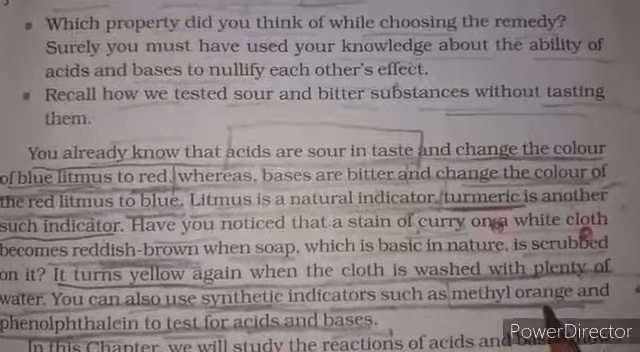 Which property did you think of while choosing the remedy?
Surely you must have used your knowledge about the ability of
acids and bases to nullify each other's effect.
Recall how we tested sour and bitter substances without tasting
them.
You already know that acids are sour in taste and change the colour
of blue litmus to red, whereas, bases are bitter and change the colour of
the red litmus to blue. Litmus is a natural indicator, turmeric is another
such indicator. Have you noticed that a stain of curry on a white cloth
becomes reddish-brown when soap, which is basic in nature, is scrubbed
on it? It turns yellow again when the cloth is washed with plenty of
water. You can also use synthetic indicators such as methyl orange and
phenolphthalein to test for acids and bases.
In this Chapter, we will study the reactions of acids and
PowerDirector